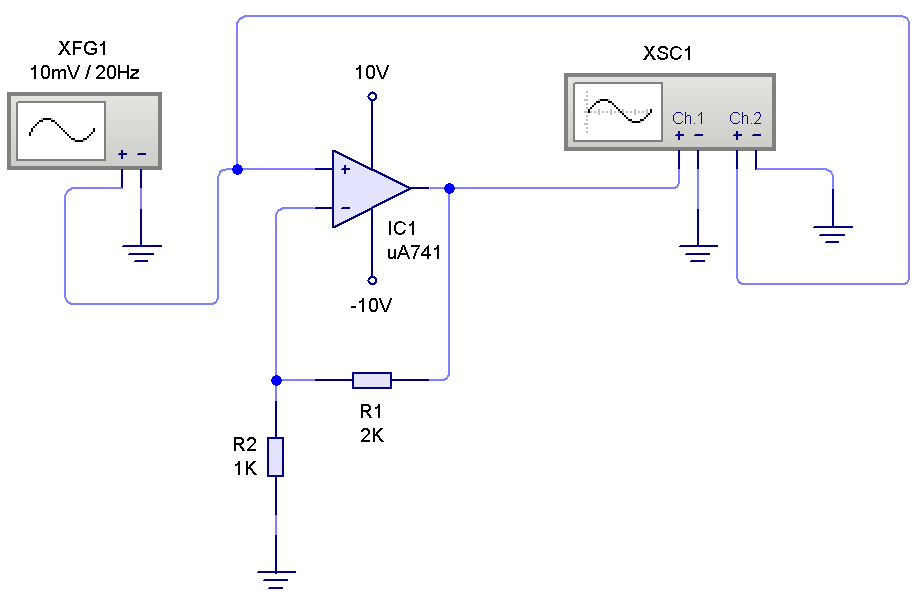 XFG1
10mV / 20Hz
+ −
10V
XSC1
Ch.1 Ch.2
+ − + −
+
−
IC1
uA741
-10V
R1
2K
R2
1K